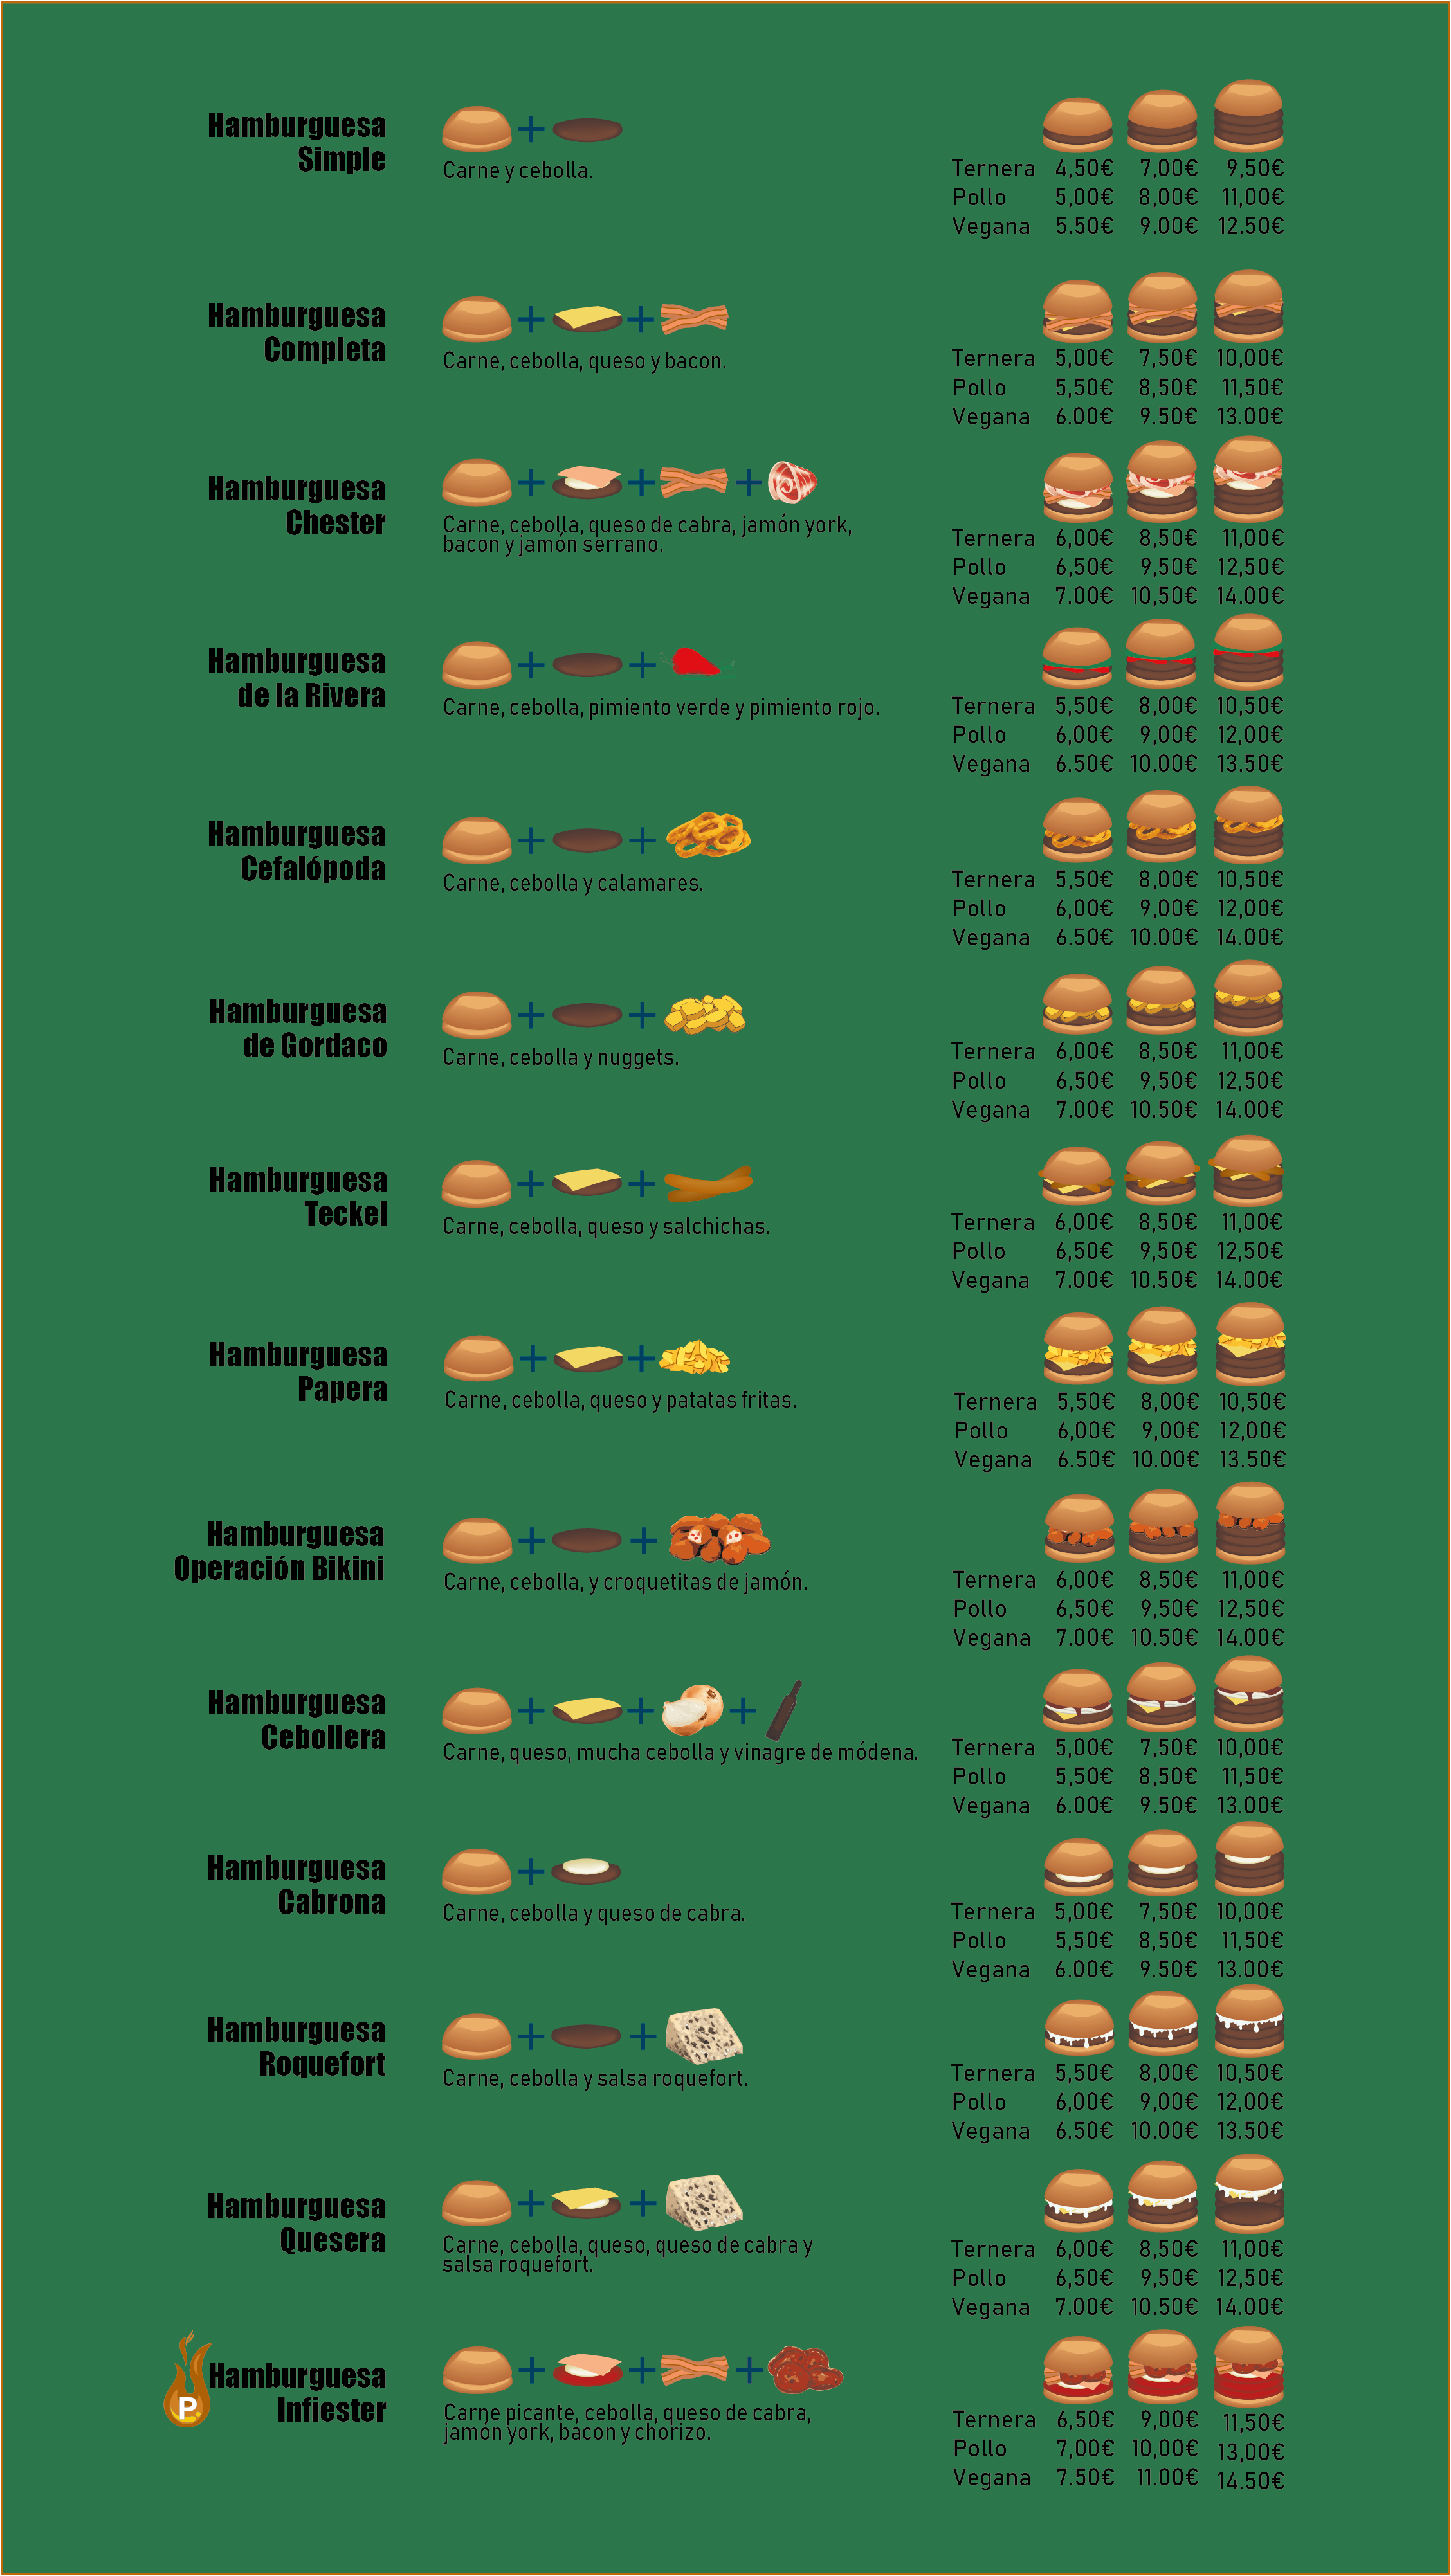 Hamburguesa
Simple
Carne y cebolla.
Ternera 4,50€ 7,00€ 9,50€
Pollo 5,00€ 8,00€ 11,00€
Vegana 5.50€ 9.00€ 12.50€
Hamburguesa
Completa
Carne, cebolla, queso y bacon.
Ternera 5,00€ 7,50€ 10,00€
Pollo 5,50€ 8,50€ 11,50€
Vegana 6.00€ 9.50€ 13.00€
Hamburguesa
Chester
Carne, cebolla, queso de cabra, jamón york,
bacon y jamón serrano.
Ternera 6,00€ 8,50€ 11,00€
Pollo 6,50€ 9,50€ 12,50€
Vegana 7.00€ 10,50€ 14.00€
Hamburguesa
de la Rivera
Carne, cebolla, pimiento verde y pimiento rojo.
Ternera 5,50€ 8,00€ 10,50€
Pollo 6,00€ 9,00€ 12,00€
Vegana 6.50€ 10.00€ 13.50€
Hamburguesa
Cefalópoda
Carne, cebolla y calamares.
Ternera 5,50€ 8,00€ 10,50€
Pollo 6,00€ 9,00€ 12,00€
Vegana 6.50€ 10.00€ 14.00€
Hamburguesa
de Gordaco
Carne, cebolla y nuggets.
Ternera 6,00€ 8,50€ 11,00€
Pollo 6,50€ 9,50€ 12,50€
Vegana 7.00€ 10.50€ 14.00€
Hamburguesa
Teckel
Carne, cebolla, queso y salchichas.
Ternera 6,00€ 8,50€ 11,00€
Pollo 6,50€ 9,50€ 12,50€
Vegana 7.00€ 10.50€ 14.00€
Hamburguesa
Papera
Carne, cebolla, queso y patatas fritas.
Ternera 5,50€ 8,00€ 10,50€
Pollo 6,00€ 9,00€ 12,00€
Vegana 6.50€ 10.00€ 13.50€
Hamburguesa
Operación Bikini
Carne, cebolla, y croquetitas de jamón.
Ternera 6,00€ 8,50€ 11,00€
Pollo 6,50€ 9,50€ 12,50€
Vegana 7.00€ 10.50€ 14.00€
Hamburguesa
Cebollera
Carne, queso, mucha cebolla y vinagre de módena.
Ternera 5,00€ 7,50€ 10,00€
Pollo 5,50€ 8,50€ 11,50€
Vegana 6.00€ 9.50€ 13.00€
Hamburguesa
Cabrona
Carne, cebolla y queso de cabra.
Ternera 5,00€ 7,50€ 10,00€
Pollo 5,50€ 8,50€ 11,50€
Vegana 6.00€ 9.50€ 13.00€
Hamburguesa
Roquefort
Carne, cebolla y salsa roquefort.
Ternera 5,50€ 8,00€ 10,50€
Pollo 6,00€ 9,00€ 12,00€
Vegana 6.50€ 10.00€ 13.50€
Hamburguesa
Quesera
Carne, cebolla, queso, queso de cabra y
salsa roquefort.
Ternera 6,00€ 8,50€ 11,00€
Pollo 6,50€ 9,50€ 12,50€
Vegana 7.00€ 10.50€ 14.00€
P
Hamburguesa
Infiester
Carne picante, cebolla, queso de cabra,
jamón york, bacon y chorizo.
Ternera 6,50€ 9,00€ 11,50€
Pollo 7,00€ 10,00€ 13,00€
Vegana 7.50€ 11.00€ 14.50€